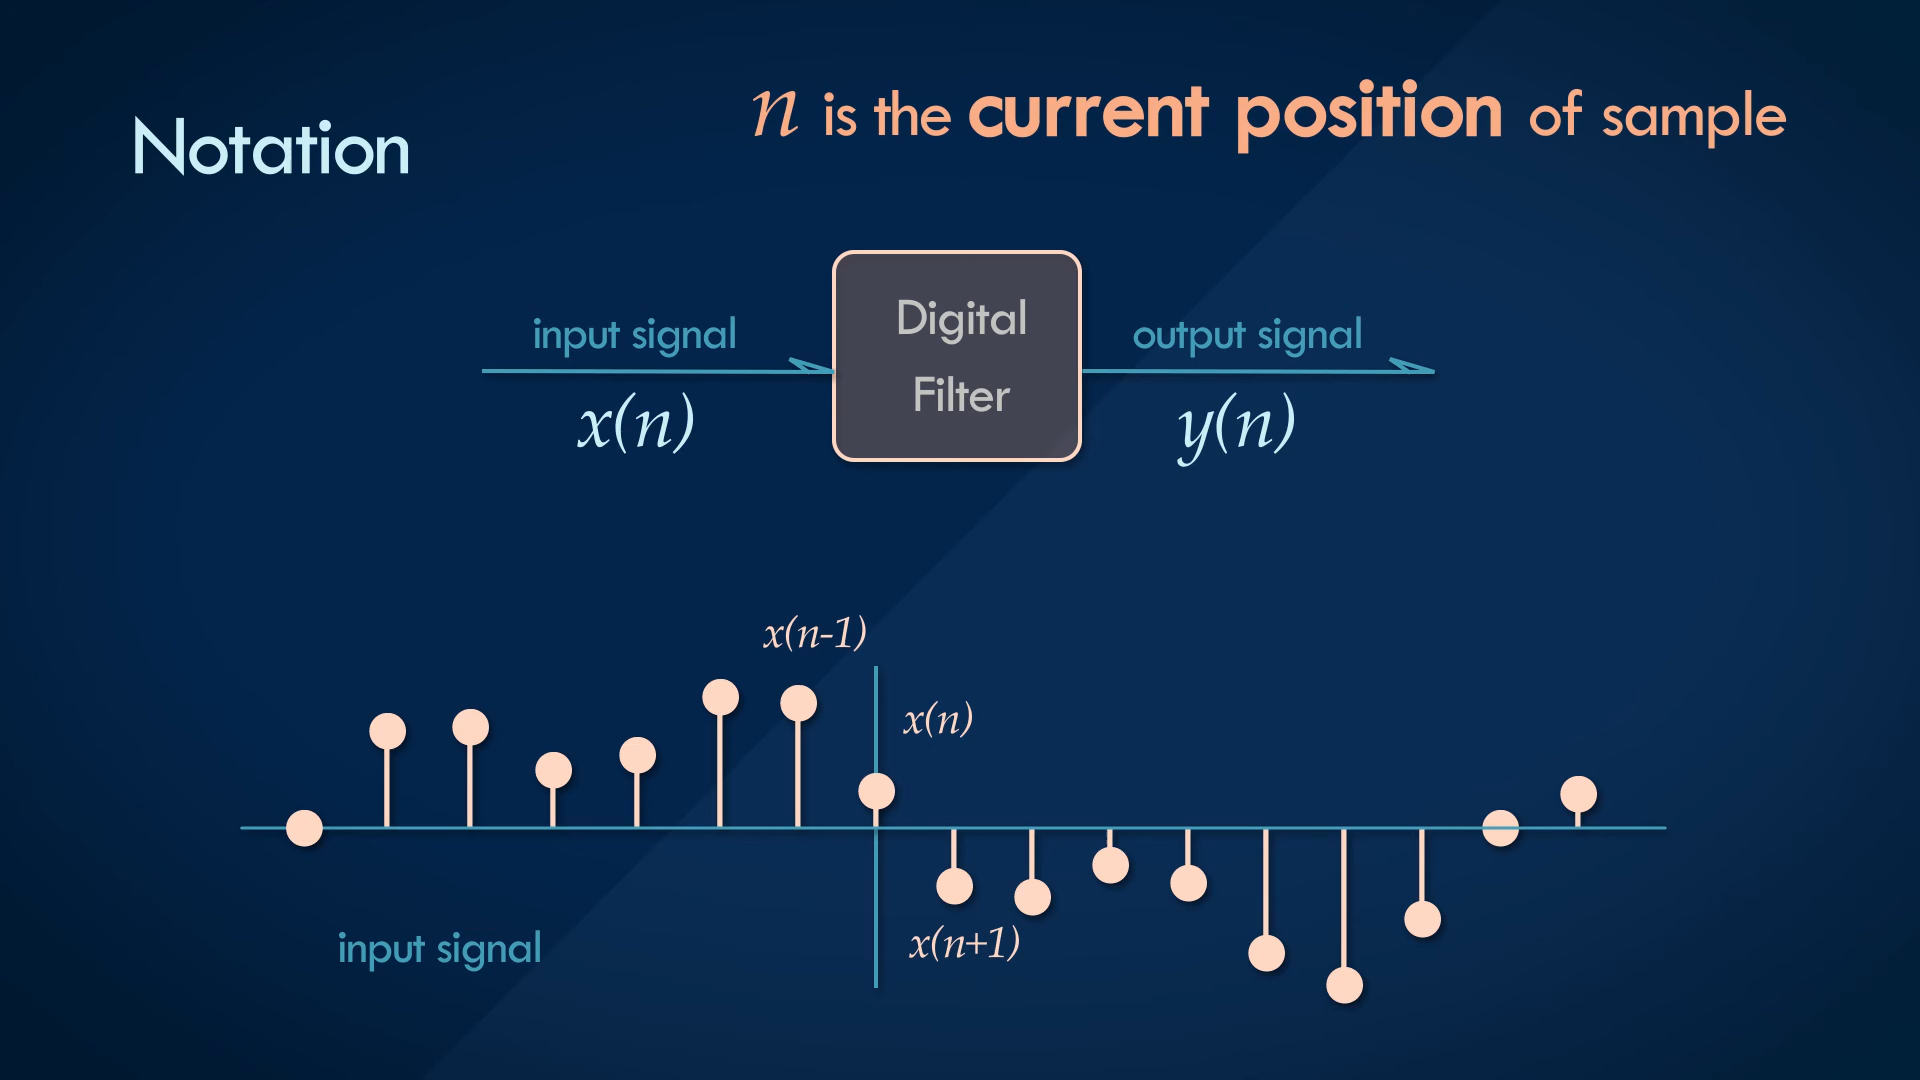 n is the current position of sample
Notation
Digital
Filter
input signal
output signal
x(n)
y(n)
x(n-1)
x(n)
x(n+1)
input signal